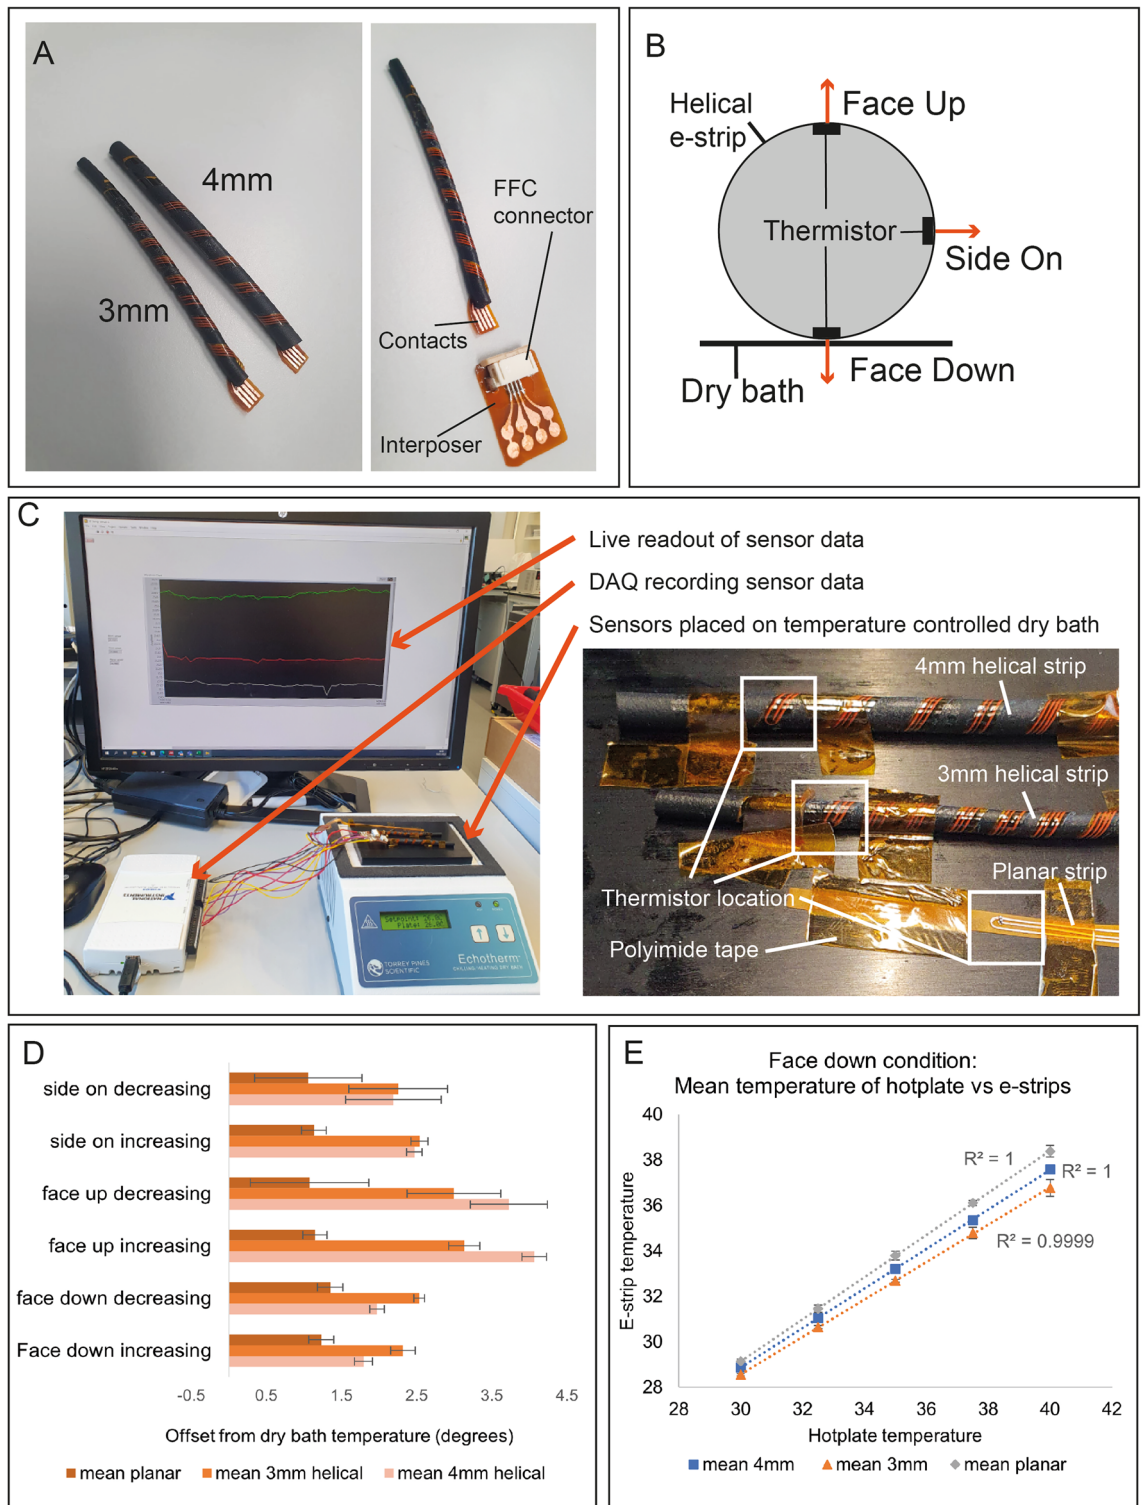 A
4mm
3mm
FFC
connector
Contacts
Interposer
B
Helical
e-strip
Face Up
Thermistor
Side On
Face Down
Dry bath
C
Live readout of sensor data
DAQ recording sensor data
Sensors placed on temperature controlled dry bath
4mm helical strip
3mm helical strip
Planar strip
Thermistor location
Polyimide tape
NATIONAL
INSTRUMENTS
TORREY PINES
SCIENTIFIC
Echotherm
CHILLING/HEATING DRY BATH
D
side on decreasing
side on increasing
face up decreasing
face up increasing
face down decreasing
Face down increasing
-0.5 0.5 1.5 2.5 3.5 4.5
Offset from dry bath temperature (degrees)
mean planar mean 3mm helical mean 4mm helical
E
Face down condition:
Mean temperature of hotplate vs e-strips
40
38
36
34
32
30
28
E-strip temperature
R² = 1
R² = 1
R² = 0.9999
28 30 32 34 36 38 40 42
Hotplate temperature
mean 4mm mean 3mm mean planar